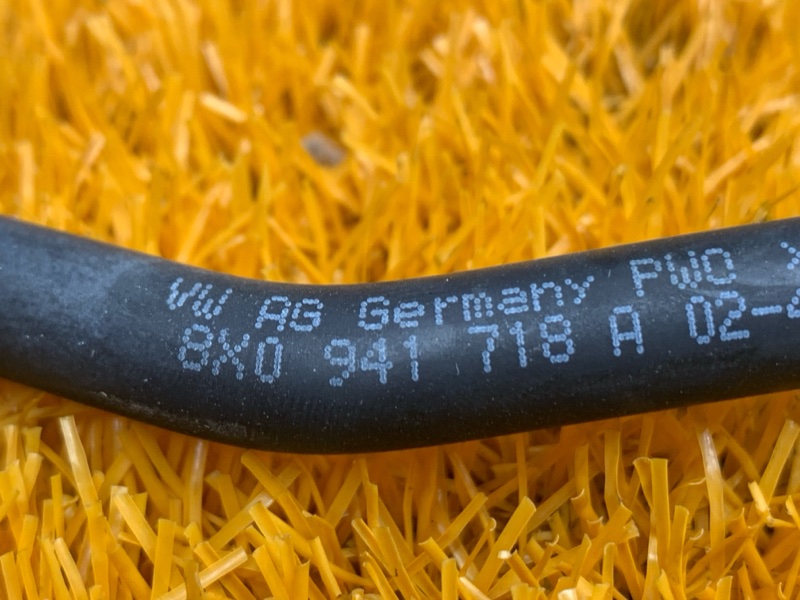 VW AG Germany PWO
8X0 941 718 A 02-